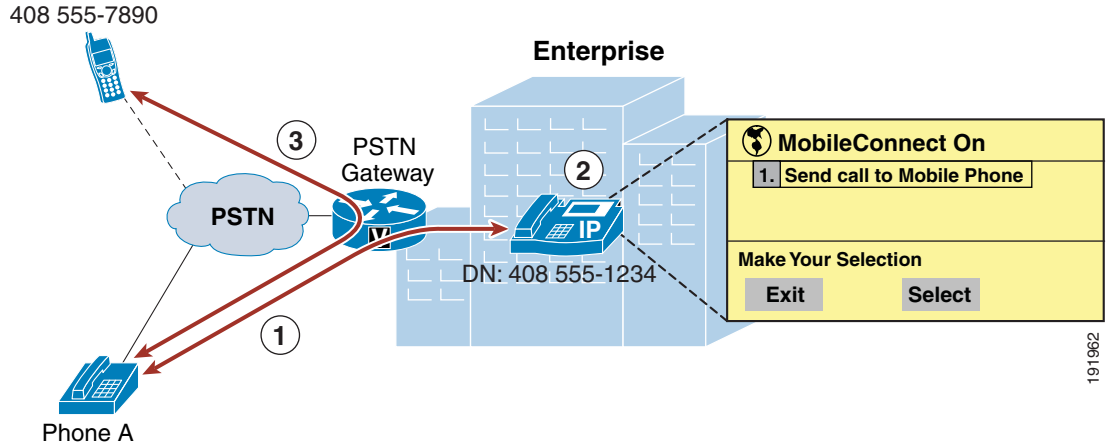 408 555-7890
Enterprise
3
PSTN
Gateway
2
MobileConnect On
1. Send call to Mobile Phone
PSTN
V
IP
DN: 408 555-1234
Make Your Selection
Exit
Select
1
191962
Phone A